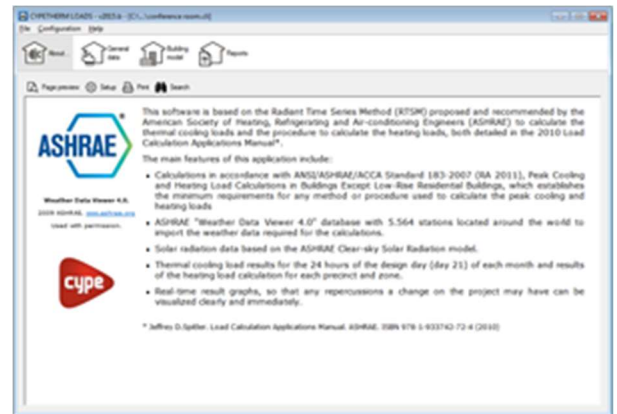 CYPETHERM LOADS - v2015.b - [C:\...\conference room.cli]
File Configuration Help
About... General data Building model Reports
Page preview Setup Print Search
ASHRAE
Weather Data Viewer 4.0.
2009 ASHRAE, www.ashrae.org
Used with permission.
cype
This software is based on the Radiant Time Series Method (RTSM) proposed and recommended by the
American Society of Heating, Refrigerating and Air-conditioning Engineers (ASHRAE) to calculate the
thermal cooling loads and the procedure to calculate the heating loads, both detailed in the 2010 Load
Calculation Applications Manual*.
The main features of this application include:
• Calculations in accordance with ANSI/ASHRAE/ACCA Standard 183-2007 (RA 2011), Peak Cooling
and Heating Load Calculations in Buildings Except Low-Rise Residential Buildings, which establishes
the minimum requirements for any method or procedure used to calculate the peak cooling and
heating loads
• ASHRAE "Weather Data Viewer 4.0" database with 5.564 stations located around the world to
import the weather data required for the calculations.
• Solar radiation data based on the ASHRAE Clear-sky Solar Radiation model.
• Thermal cooling load results for the 24 hours of the design day (day 21) of each month and results
of the heating load calculation for each precinct and zone.
• Real-time result graphs, so that any repercussions a change on the project may have can be
visualized clearly and immediately.
* Jeffrey D.Spitler. Load Calculation Applications Manual. ASHRAE. ISBN 978-1-933742-72-4 (2010)